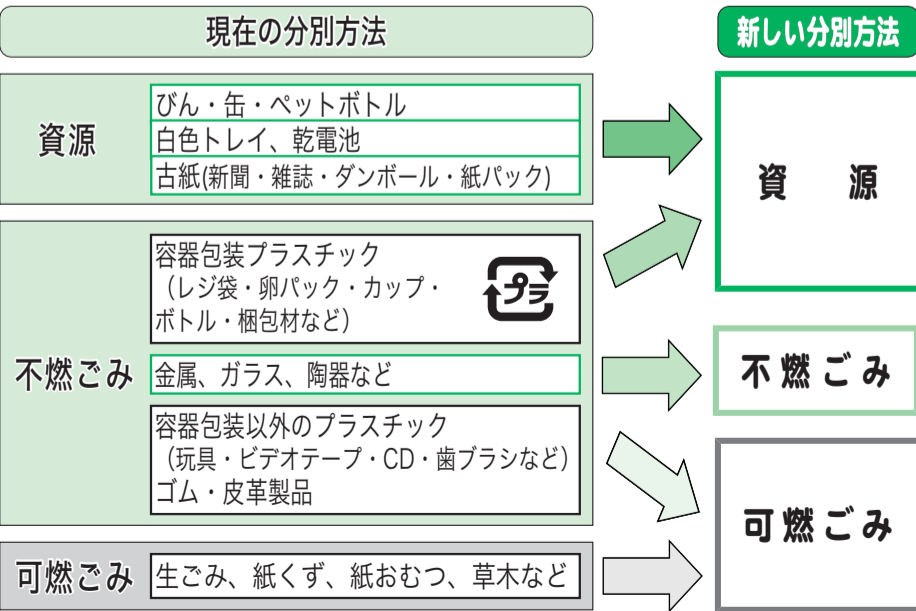 現在の分別方法
新しい分別方法
資源
びん・缶・ペットボトル
白色トレイ、乾電池
古紙(新聞・雑誌・ダンボール・紙パック)
資源
不燃ごみ
容器包装プラスチック
（レジ袋・卵パック・カップ・
ボトル・梱包材など）
プラ
金属、ガラス、陶器など
容器包装以外のプラスチック
（玩具・ビデオテープ・CD・歯ブラシなど）
ゴム・皮革製品
不燃ごみ
可燃ごみ
生ごみ、紙くず、紙おむつ、草木など
可燃ごみ